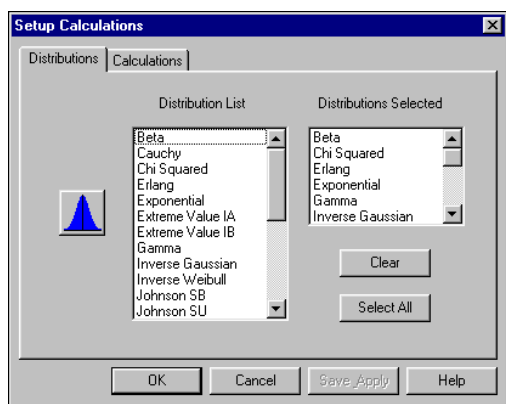 Setup Calculations
Distributions
Calculations
Distribution List
Beta
Cauchy
Chi Squared
Erlang
Exponential
Extreme Value IA
Extreme Value IB
Gamma
Inverse Gaussian
Inverse Weibull
Johnson SB
Johnson SU
Distributions Selected
Beta
Chi Squared
Erlang
Exponential
Gamma
Inverse Gaussian
Clear
Select All
OK
Cancel
Save_Apply
Help